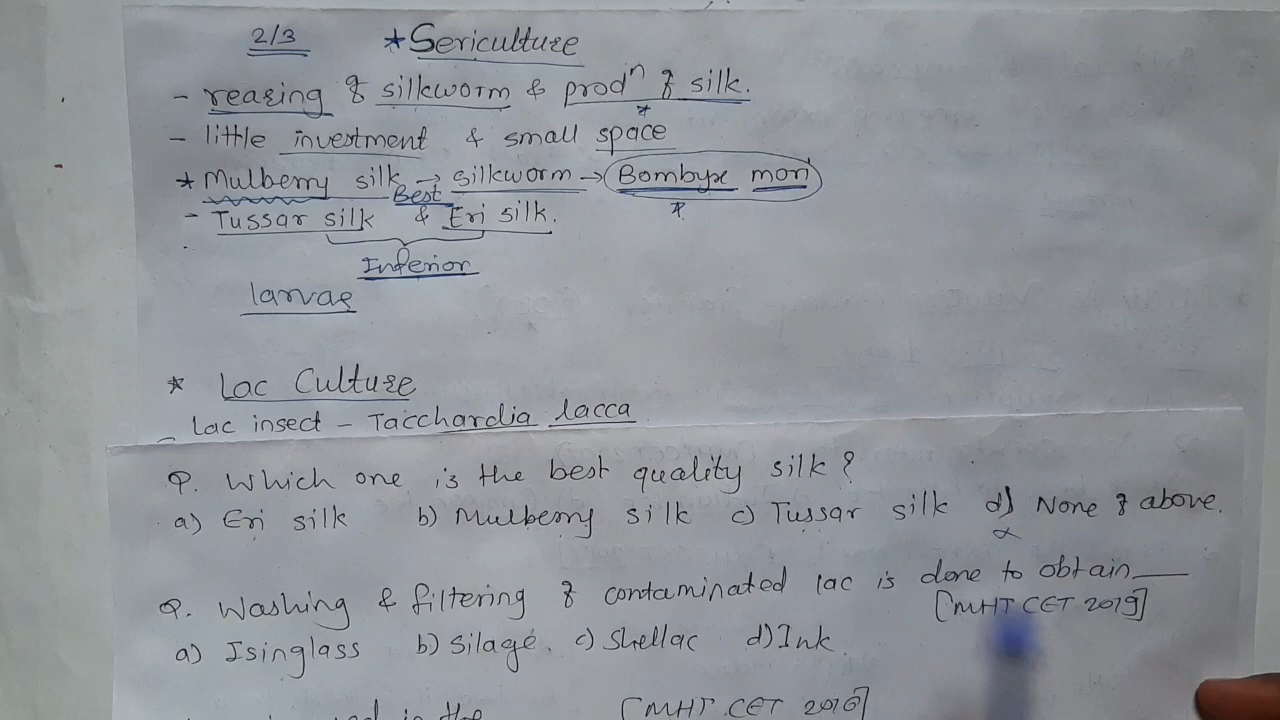 2/3 *Sericulture
- rearing of silkworm & prodⁿ of silk.
*
- little investment & small space
* Mulberry silk → silkworm → Bombyx mori
Best
*
- Tussar silk & Eri silk.
Inferior
larvae
* Lac Culture
- Lac insect - Tacchardia lacca
Q. Which one is the best quality silk?
a) Eri silk b) Mulberry silk c) Tussar silk d) None of above.
Q. Washing & filtering of contaminated lac is done to obtain ___
[MHT CET 2019]
a) Isinglass b) Silage. c) Shellac d) Ink.
in the [MHT CET 2016]